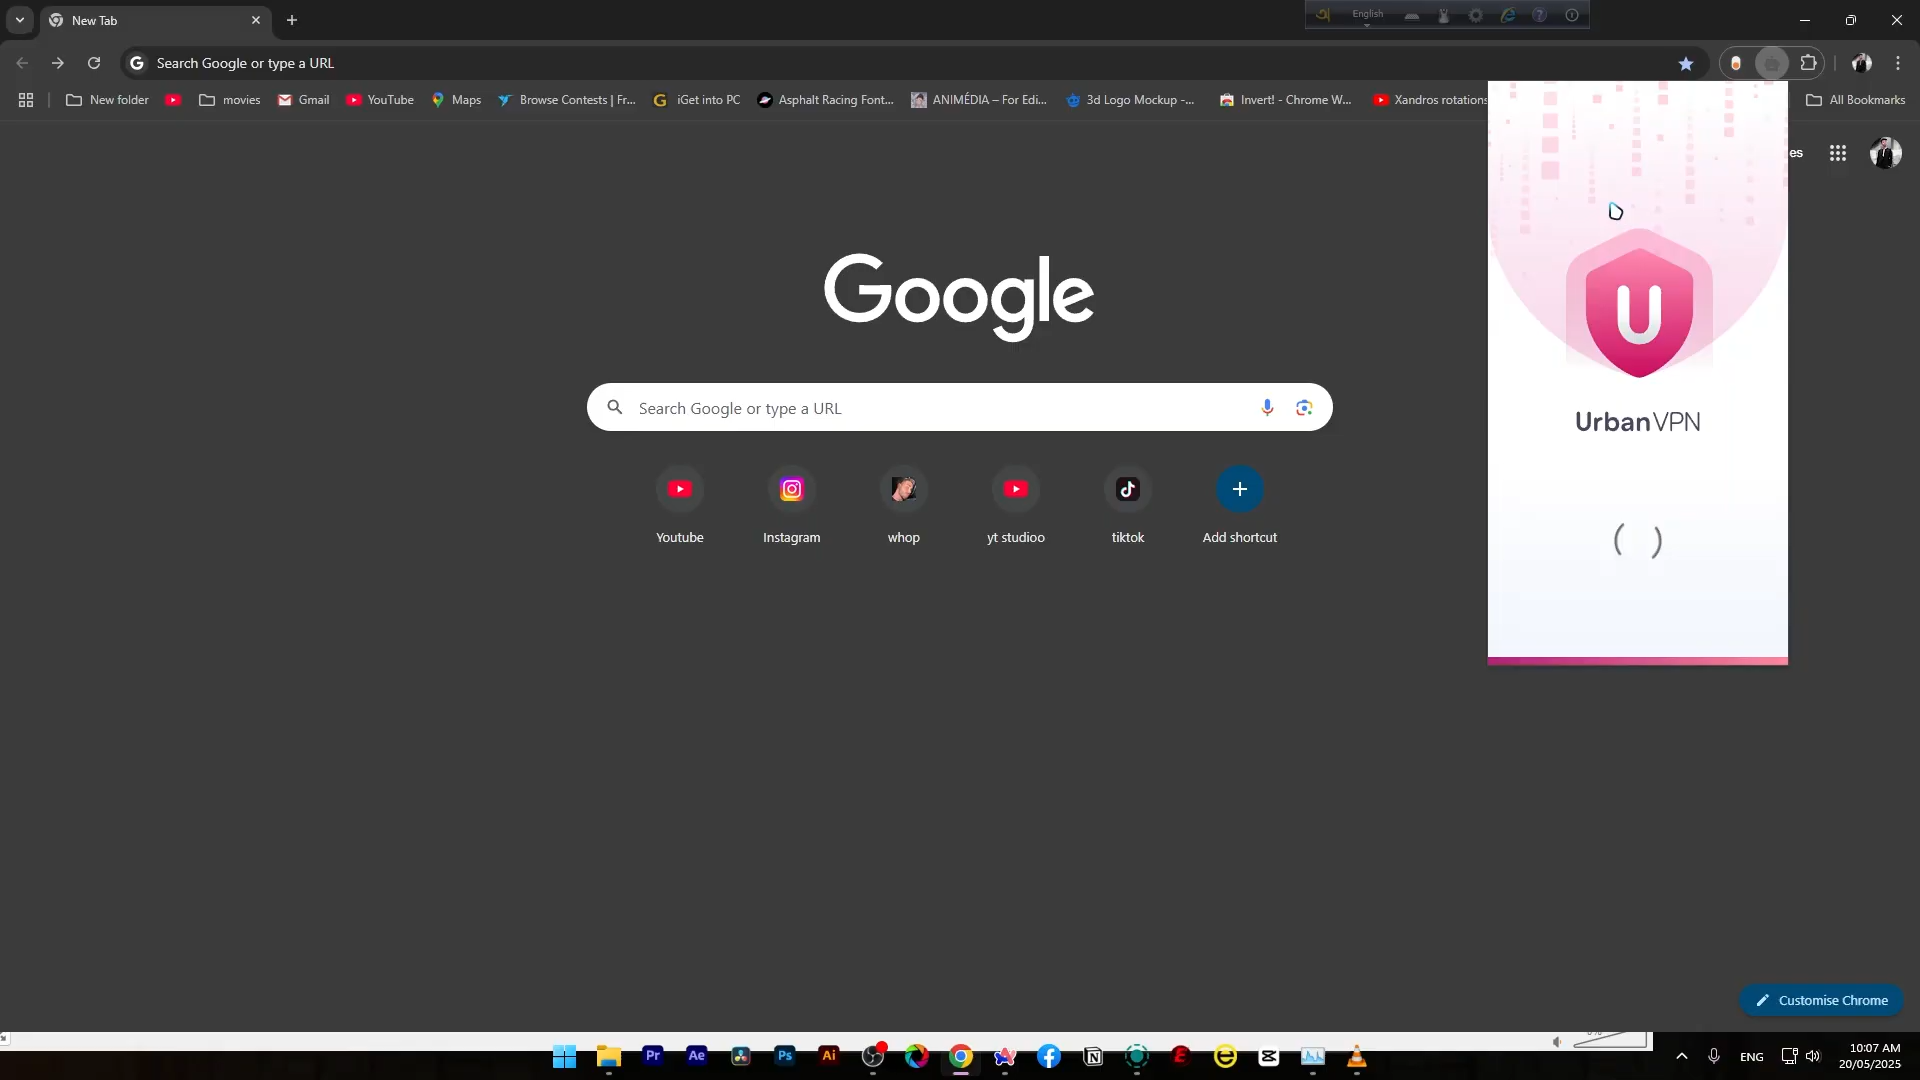 New Tab
English
Search Google or type a URL
New folder
movies
Gmail
YouTube
Maps
Browse Contests | Fr...
iGet into PC
Asphalt Racing Font...
ANIMÉDIA – For Edi...
3d Logo Mockup -...
Invert! - Chrome W...
Xandros rotations
All Bookmarks
es
Google
Search Google or type a URL
Youtube
Instagram
whop
yt studioo
tiktok
Add shortcut
U
UrbanVPN
Customise Chrome
Pr
Ae
Ps
Ai
ENG
10:07 AM
20/05/2025